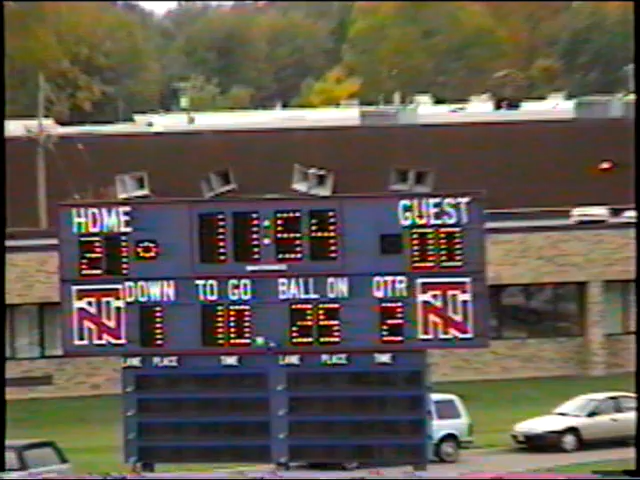 HOME 11:54 GUEST
21 00
DOWN TO GO BALL ON QTR
1 10 25 2
LANE PLACE TIME LANE PLACE TIME